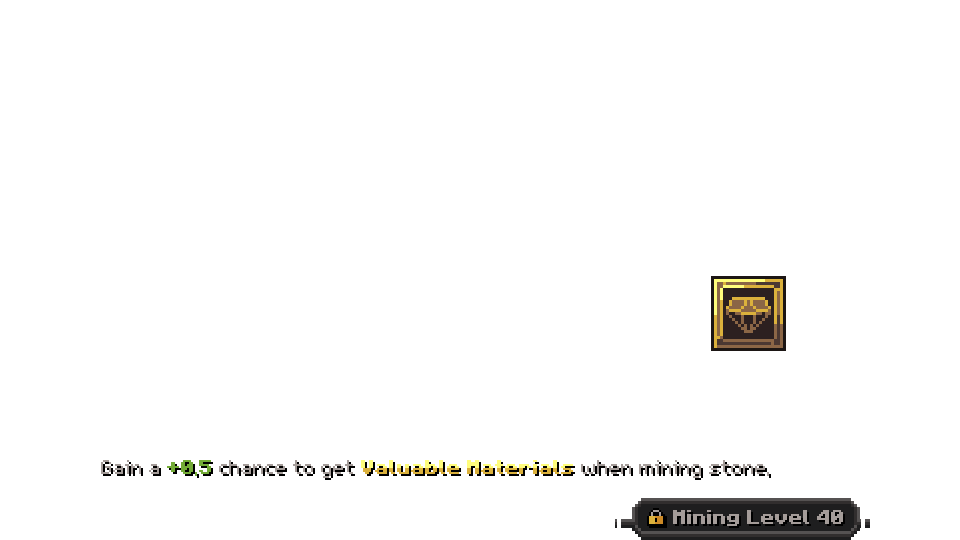 Gain a +0.5 chance to get Valuable Materials when mining stone.
Mining Level 40